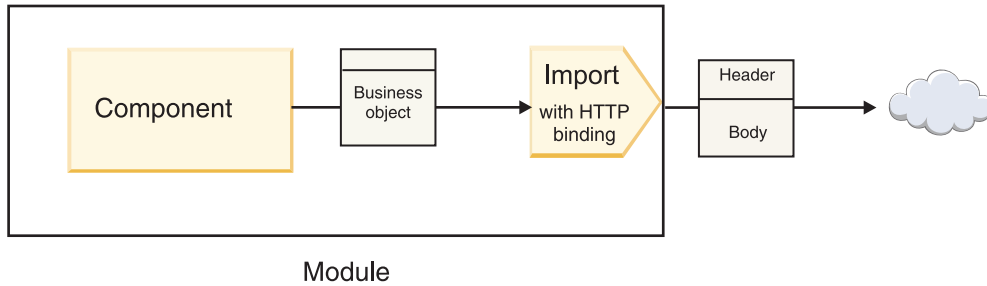 Component
Business
object
Import
with HTTP
binding
Header
Body
Module